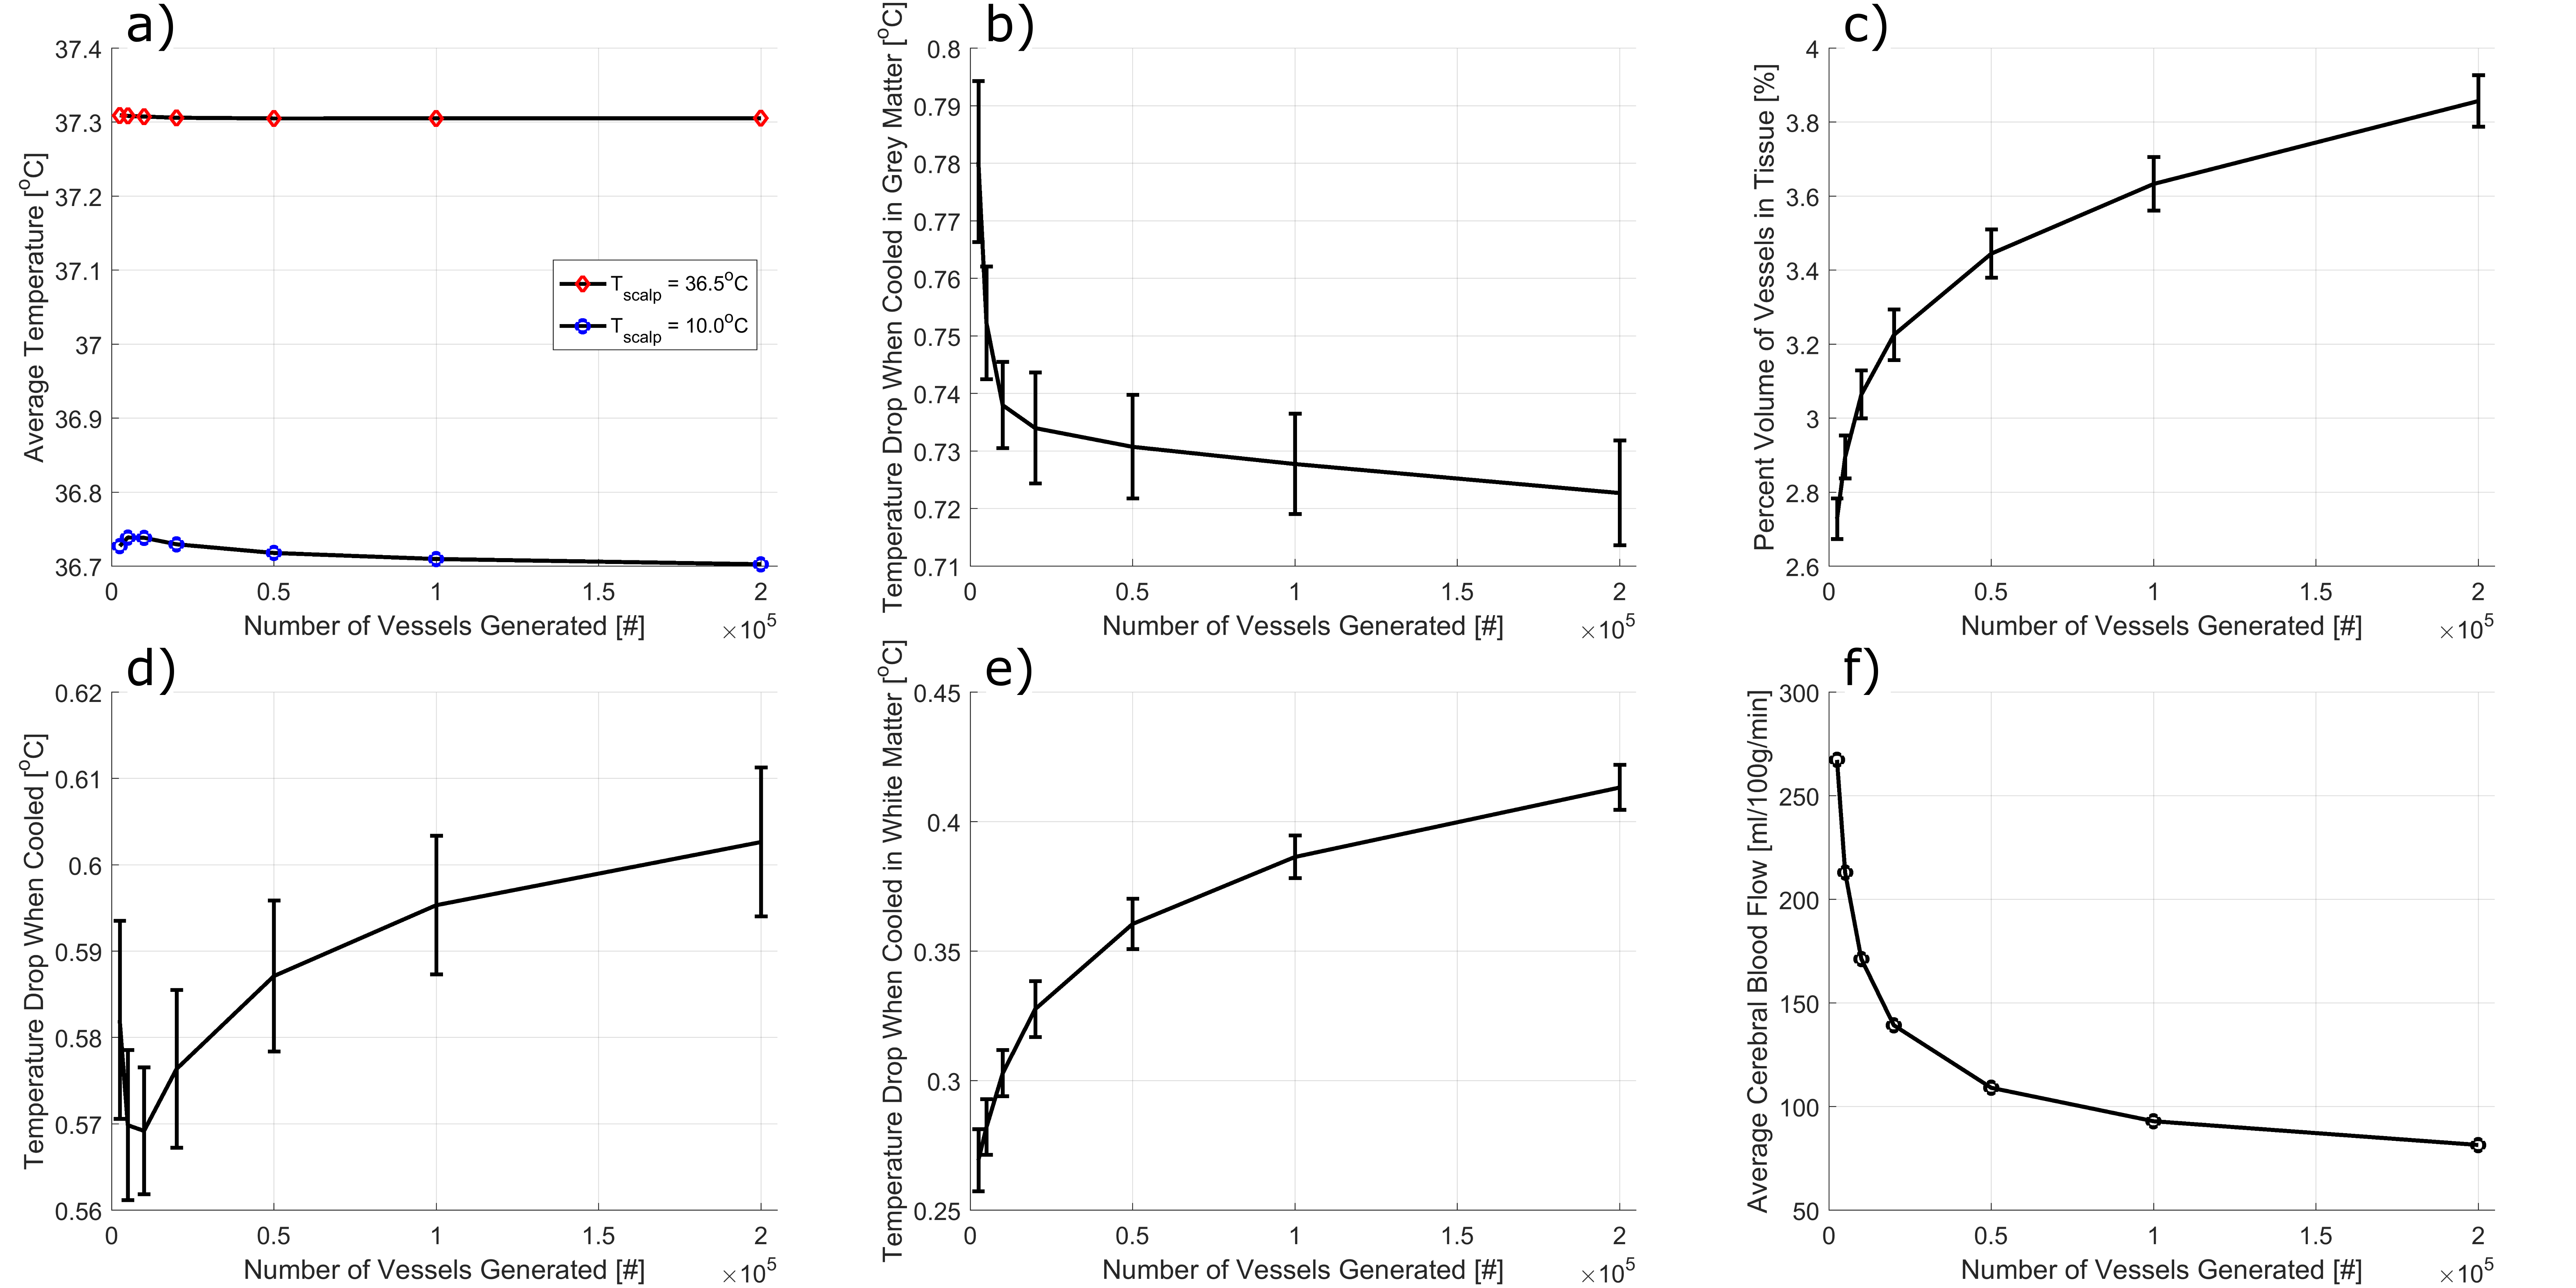 a)
37.4
37.3
37.2
37.1
37
36.9
36.8
36.7
Average Temperature [°C]
T_scalp = 36.5°C
T_scalp = 10.0°C
0 0.5 1 1.5 2
Number of Vessels Generated [#] ×10^5
b)
0.8
0.79
0.78
0.77
0.76
0.75
0.74
0.73
0.72
0.71
Temperature Drop When Cooled in Grey Matter [°C]
0 0.5 1 1.5 2
Number of Vessels Generated [#] ×10^5
c)
4
3.8
3.6
3.4
3.2
3
2.8
2.6
Percent Volume of Vessels in Tissue [%]
0 0.5 1 1.5 2
Number of Vessels Generated [#] ×10^5
d)
0.62
0.61
0.6
0.59
0.58
0.57
0.56
Temperature Drop When Cooled [°C]
0 0.5 1 1.5 2
Number of Vessels Generated [#] ×10^5
e)
0.45
0.4
0.35
0.3
0.25
Temperature Drop When Cooled in White Matter [°C]
0 0.5 1 1.5 2
Number of Vessels Generated [#] ×10^5
f)
300
250
200
150
100
50
Average Cerebral Blood Flow [ml/100g/min]
0 0.5 1 1.5 2
Number of Vessels Generated [#] ×10^5